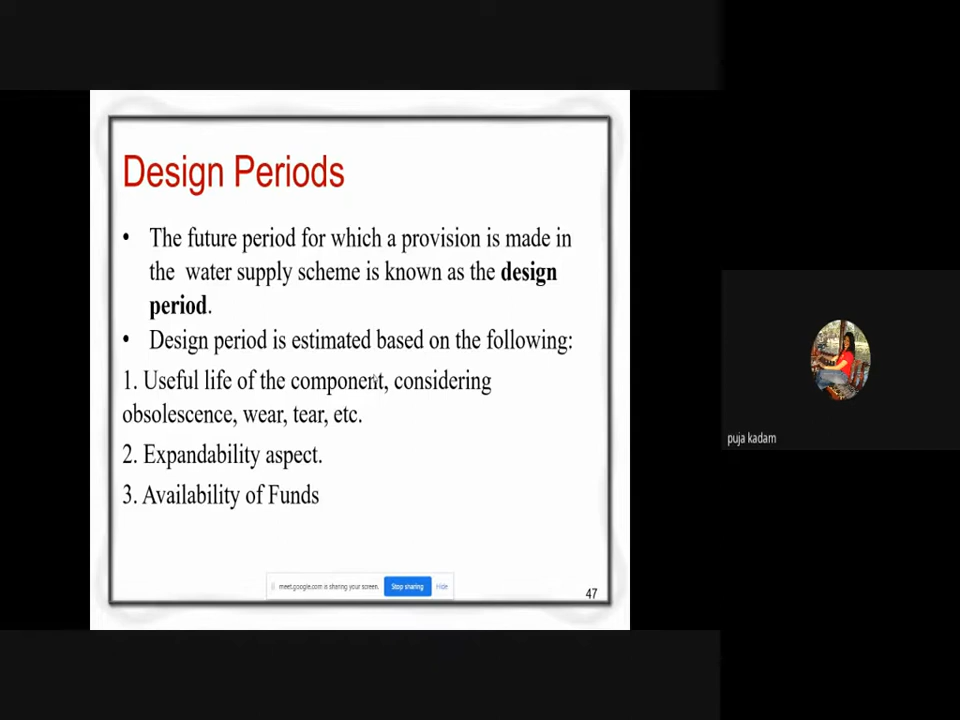 Design Periods
• The future period for which a provision is made in
the water supply scheme is known as the design
period.
• Design period is estimated based on the following:
1. Useful life of the component, considering
obsolescence, wear, tear, etc.
2. Expandability aspect.
3. Availability of Funds
meet.google.com is sharing your screen. Stop sharing Hide
47
puja kadam